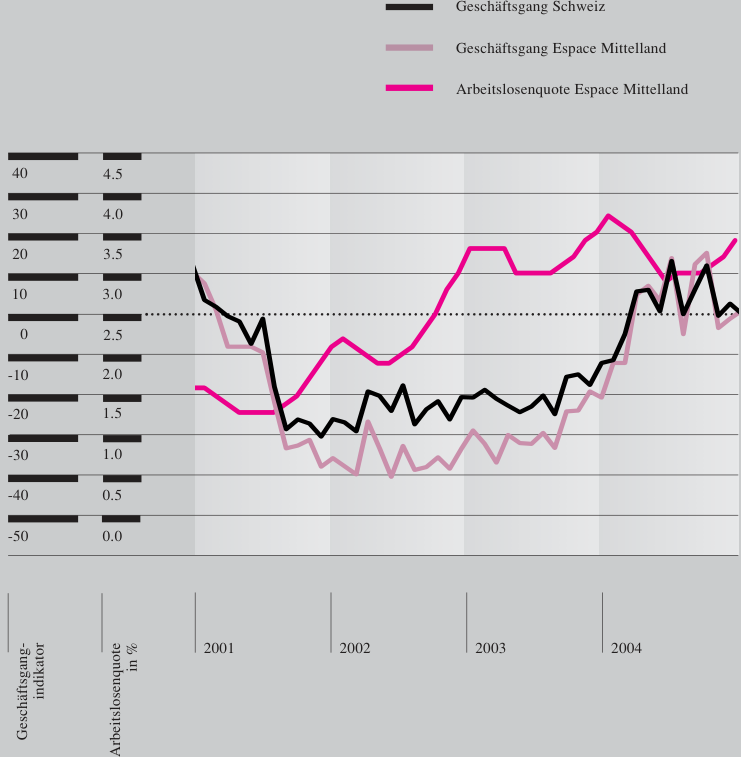 Geschäftsgang Schweiz
Geschäftsgang Espace Mittelland
Arbeitslosenquote Espace Mittelland
40 4.5
30 4.0
20 3.5
10 3.0
0 2.5
-10 2.0
-20 1.5
-30 1.0
-40 0.5
-50 0.0
2001 2002 2003 2004
Geschäftsgang-
indikator
Arbeitslosenquote
in %